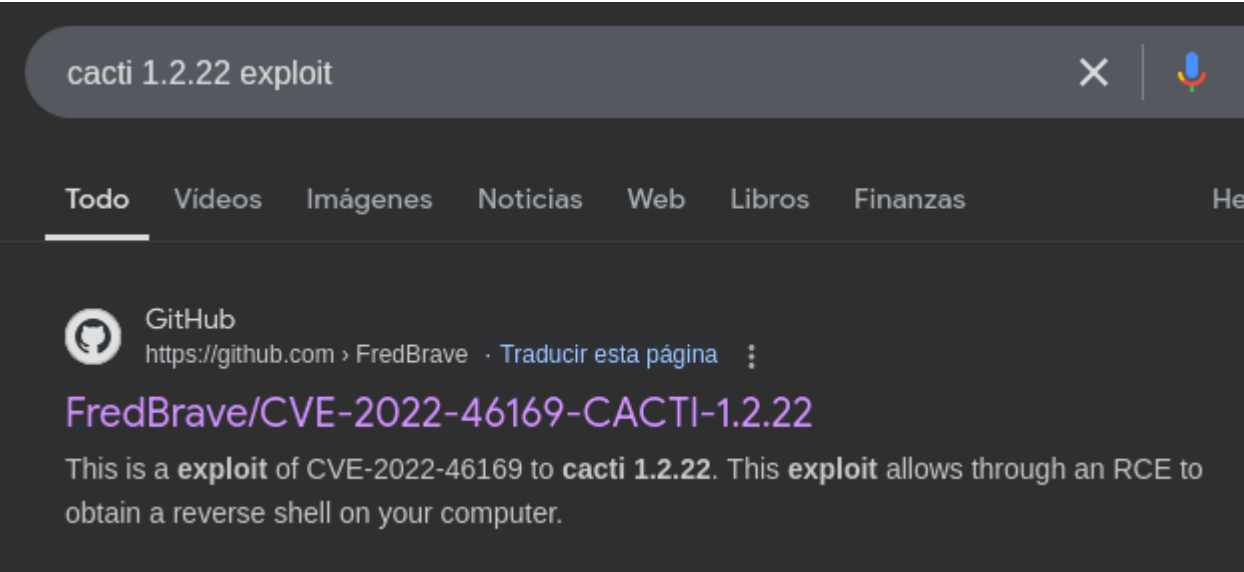 cacti 1.2.22 exploit
Todo Vídeos Imágenes Noticias Web Libros Finanzas He
GitHub
https://github.com › FredBrave · Traducir esta página
FredBrave/CVE-2022-46169-CACTI-1.2.22
This is a exploit of CVE-2022-46169 to cacti 1.2.22. This exploit allows through an RCE to
obtain a reverse shell on your computer.